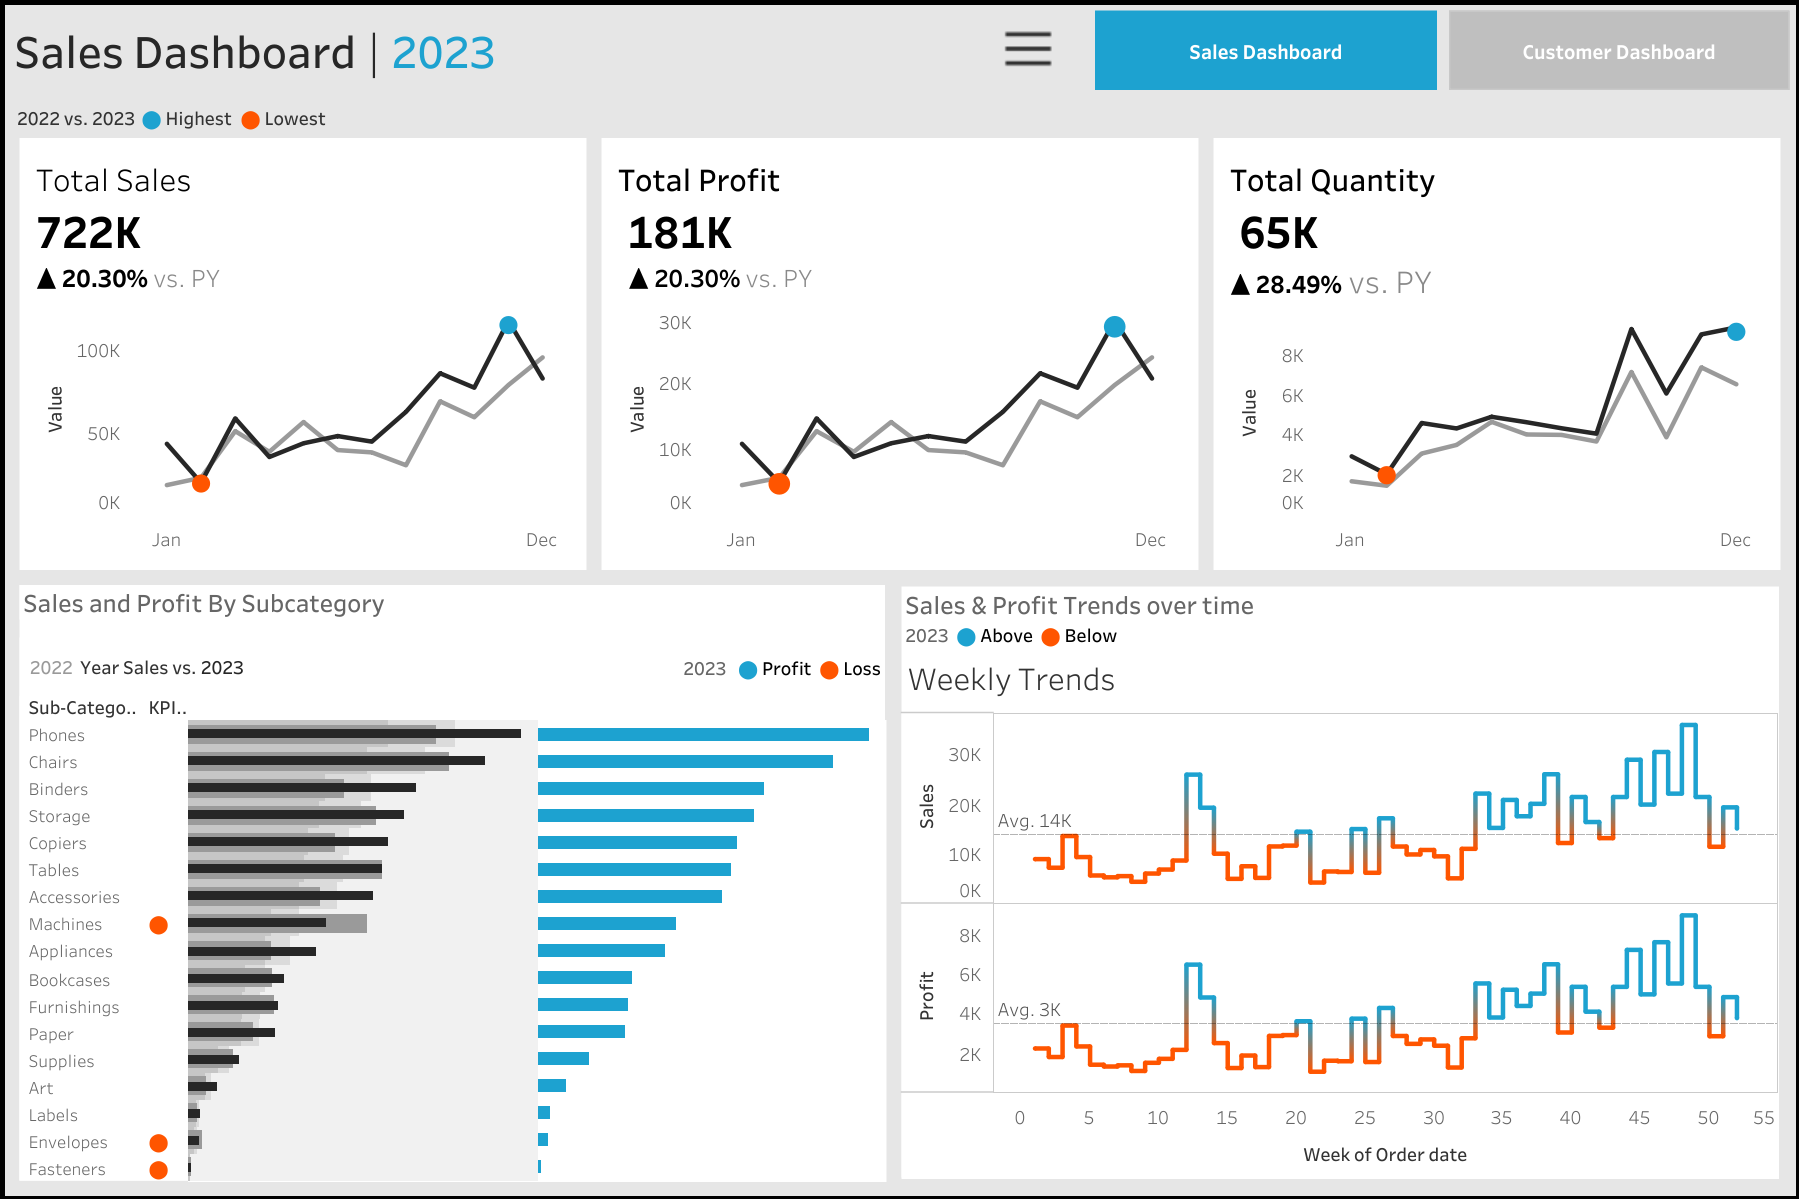 Sales Dashboard | 2023
Sales Dashboard
Customer Dashboard
2022 vs. 2023 Highest Lowest
Total Sales
722K
▲ 20.30% vs. PY
100K
50K
0K
Value
Jan
Dec
Total Profit
181K
▲ 20.30% vs. PY
30K
20K
10K
0K
Value
Jan
Dec
Total Quantity
65K
▲ 28.49% vs. PY
8K
6K
4K
2K
0K
Value
Jan
Dec
Sales and Profit By Subcategory
2022 Year Sales vs. 2023
2023 Profit Loss
Sub-Catego.. KPI..
Phones
Chairs
Binders
Storage
Copiers
Tables
Accessories
Machines
Appliances
Bookcases
Furnishings
Paper
Supplies
Art
Labels
Envelopes
Fasteners
Sales & Profit Trends over time
2023 Above Below
Weekly Trends
Sales
30K
20K
Avg. 14K
10K
0K
Profit
8K
6K
4K
Avg. 3K
2K
0 5 10 15 20 25 30 35 40 45 50 55
Week of Order date